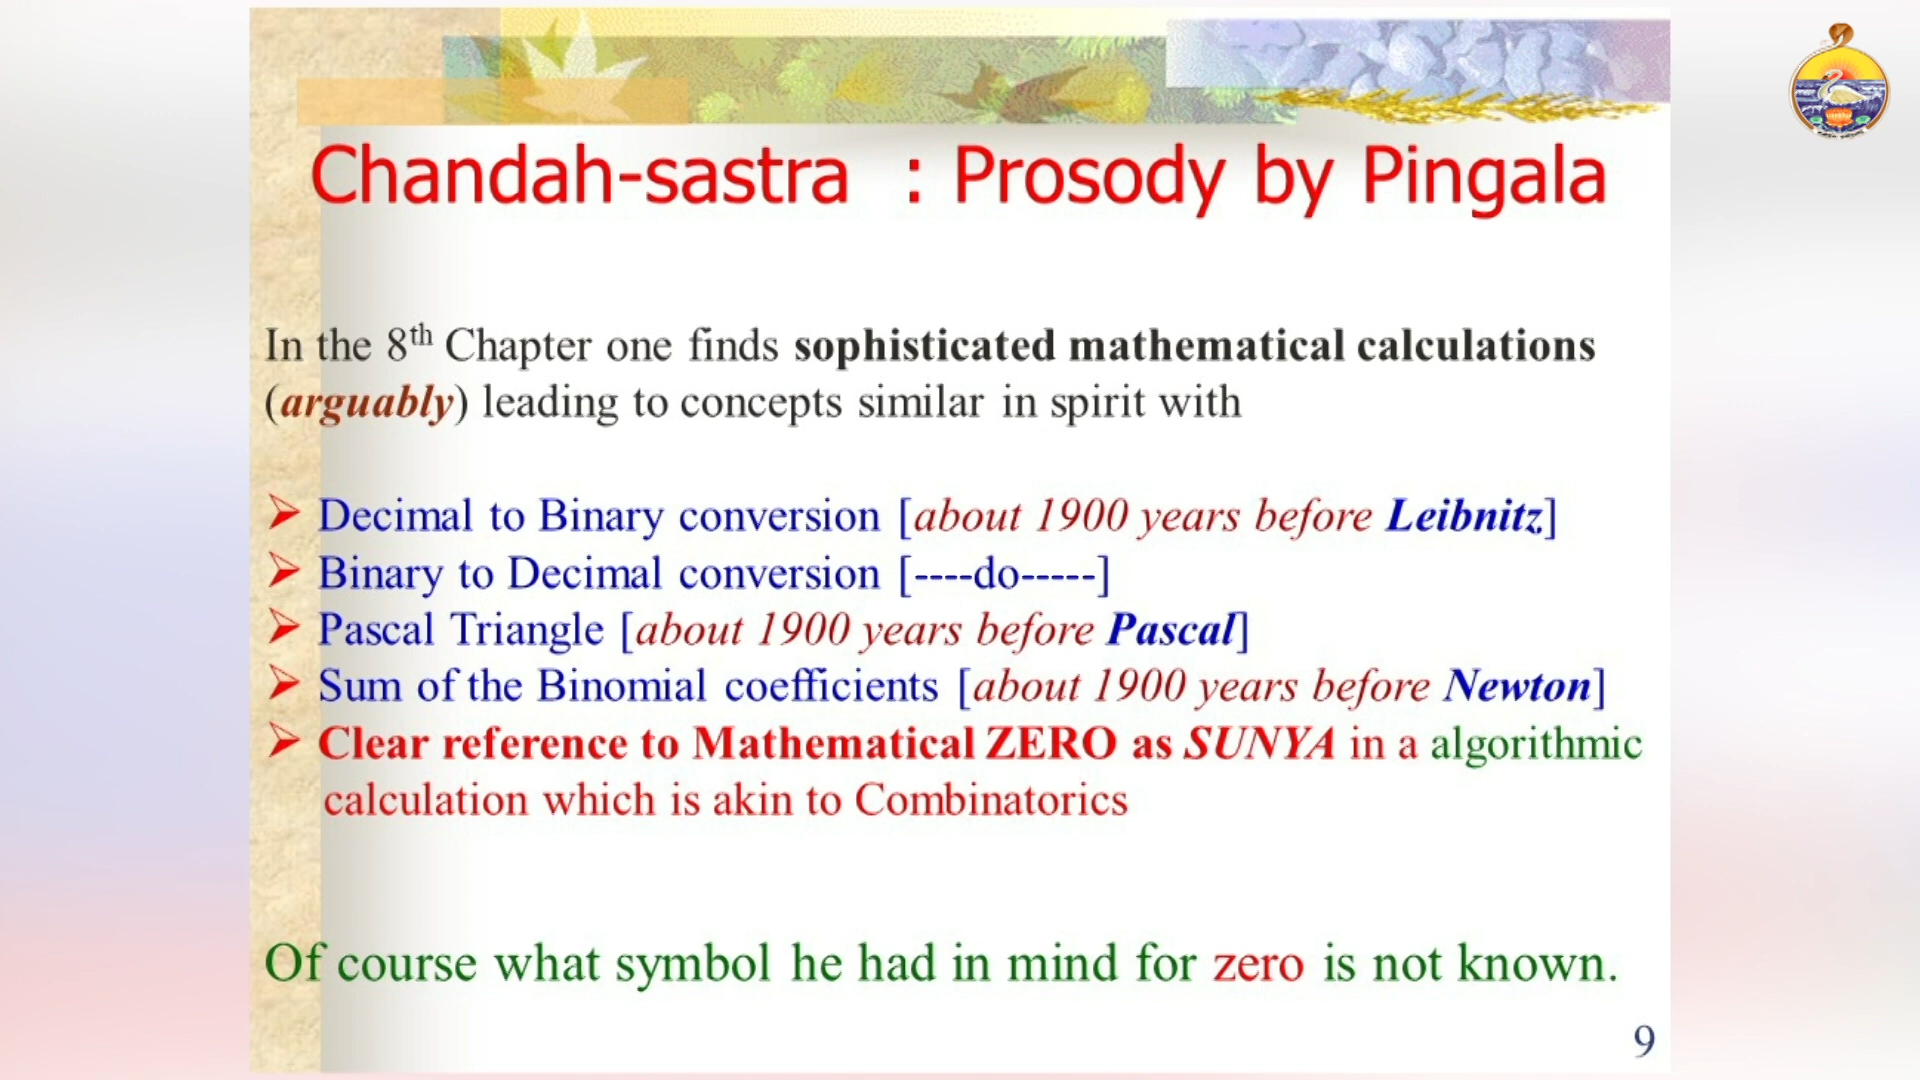 Chandah-sastra : Prosody by Pingala
In the 8th Chapter one finds sophisticated mathematical calculations
(arguably) leading to concepts similar in spirit with
➢ Decimal to Binary conversion [about 1900 years before Leibnitz]
➢ Binary to Decimal conversion [----do-----]
➢ Pascal Triangle [about 1900 years before Pascal]
➢ Sum of the Binomial coefficients [about 1900 years before Newton]
➢ Clear reference to Mathematical ZERO as SUNYA in a algorithmic
calculation which is akin to Combinatorics
Of course what symbol he had in mind for zero is not known.
9